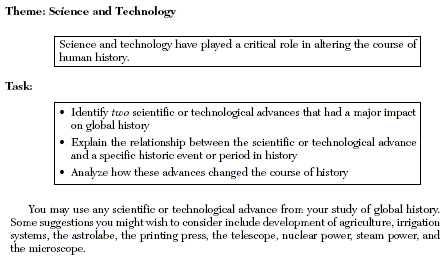 Theme: Science and Technology
Science and technology have played a critical role in altering the course of
human history.
Task:
• Identify two scientific or technological advances that had a major impact
on global history
• Explain the relationship between the scientific or technological advance
and a specific historic event or period in history
• Analyze how these advances changed the course of history
You may use any scientific or technological advance from your study of global history.
Some suggestions you might wish to consider include development of agriculture, irrigation
systems, the astrolabe, the printing press, the telescope, nuclear power, steam power, and
the microscope.